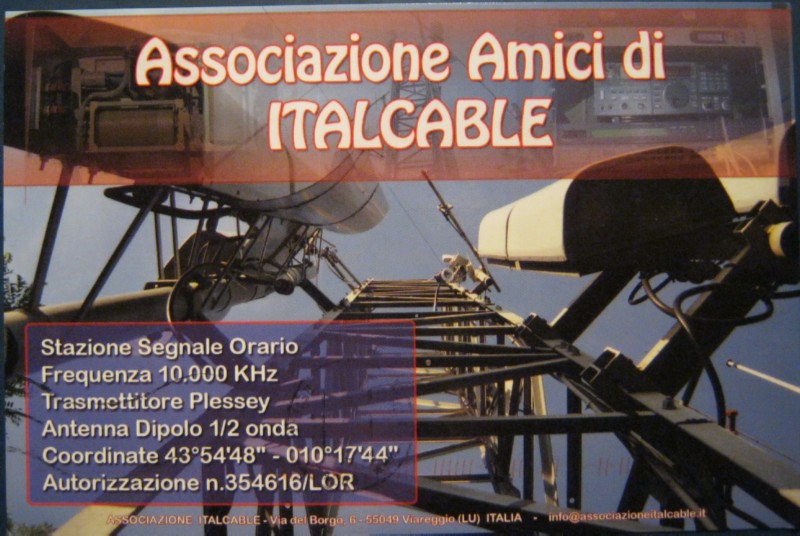 Associazione Amici di
ITALCABLE
Stazione Segnale Orario
Frequenza 10.000 KHz
Trasmettitore Plessey
Antenna Dipolo 1/2 onda
Coordinate 43°54'48" - 010°17'44"
Autorizzazione n.354616/LOR
ASSOCIAZIONE ITALCABLE - Via del Borgo, 6 - 55049 Viareggio (LU) ITALIA - info@associazioneitalcable.it